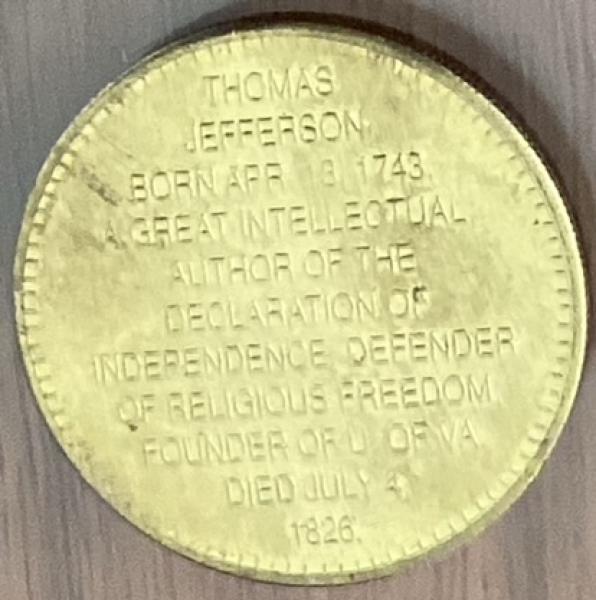 THOMAS
JEFFERSON
BORN APR. 13, 1743.
A GREAT INTELLECTUAL,
AUTHOR OF THE
DECLARATION OF
INDEPENDENCE, DEFENDER
OF RELIGIOUS FREEDOM,
FOUNDER OF U. OF VA.
DIED JULY 4,
1826.